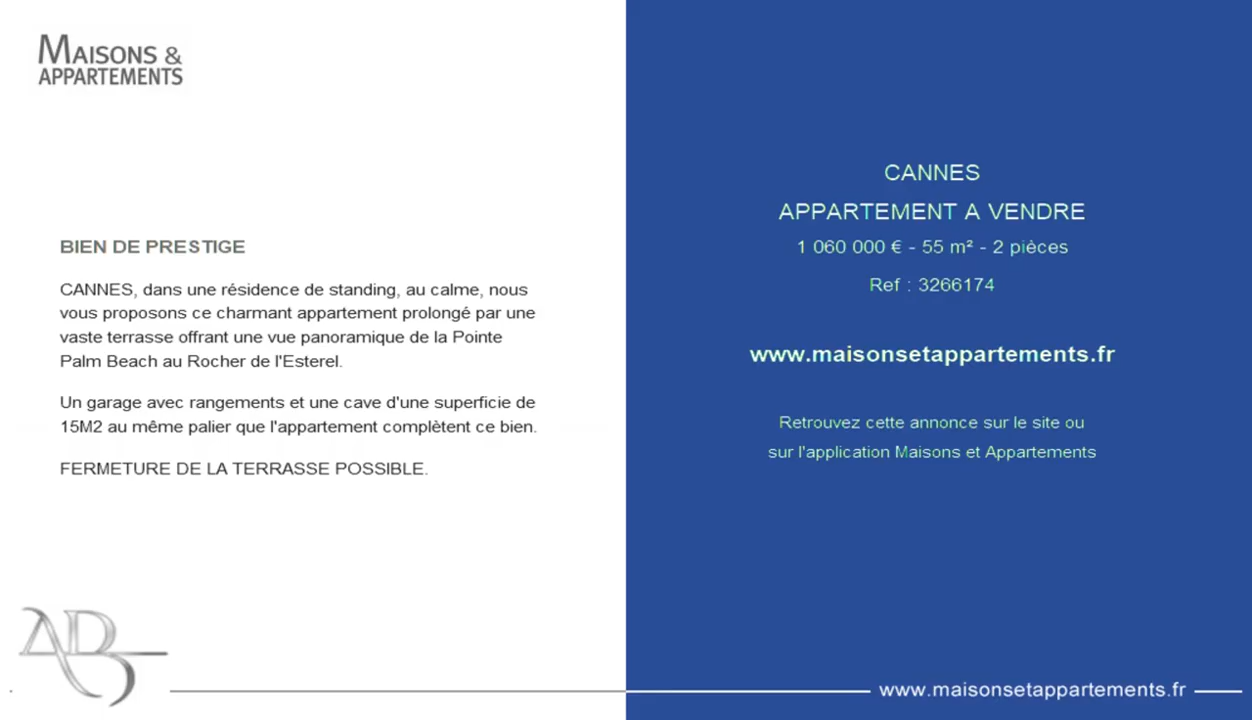 MAISONS &
APPARTEMENTS
BIEN DE PRESTIGE
CANNES, dans une résidence de standing, au calme, nous
vous proposons ce charmant appartement prolongé par une
vaste terrasse offrant une vue panoramique de la Pointe
Palm Beach au Rocher de l'Esterel.
Un garage avec rangements et une cave d'une superficie de
15M2 au même palier que l'appartement complètent ce bien.
FERMETURE DE LA TERRASSE POSSIBLE.
AB
CANNES
APPARTEMENT A VENDRE
1 060 000 € - 55 m² - 2 pièces
Ref : 3266174
www.maisonsetappartements.fr
Retrouvez cette annonce sur le site ou
sur l'application Maisons et Appartements
www.maisonsetappartements.fr